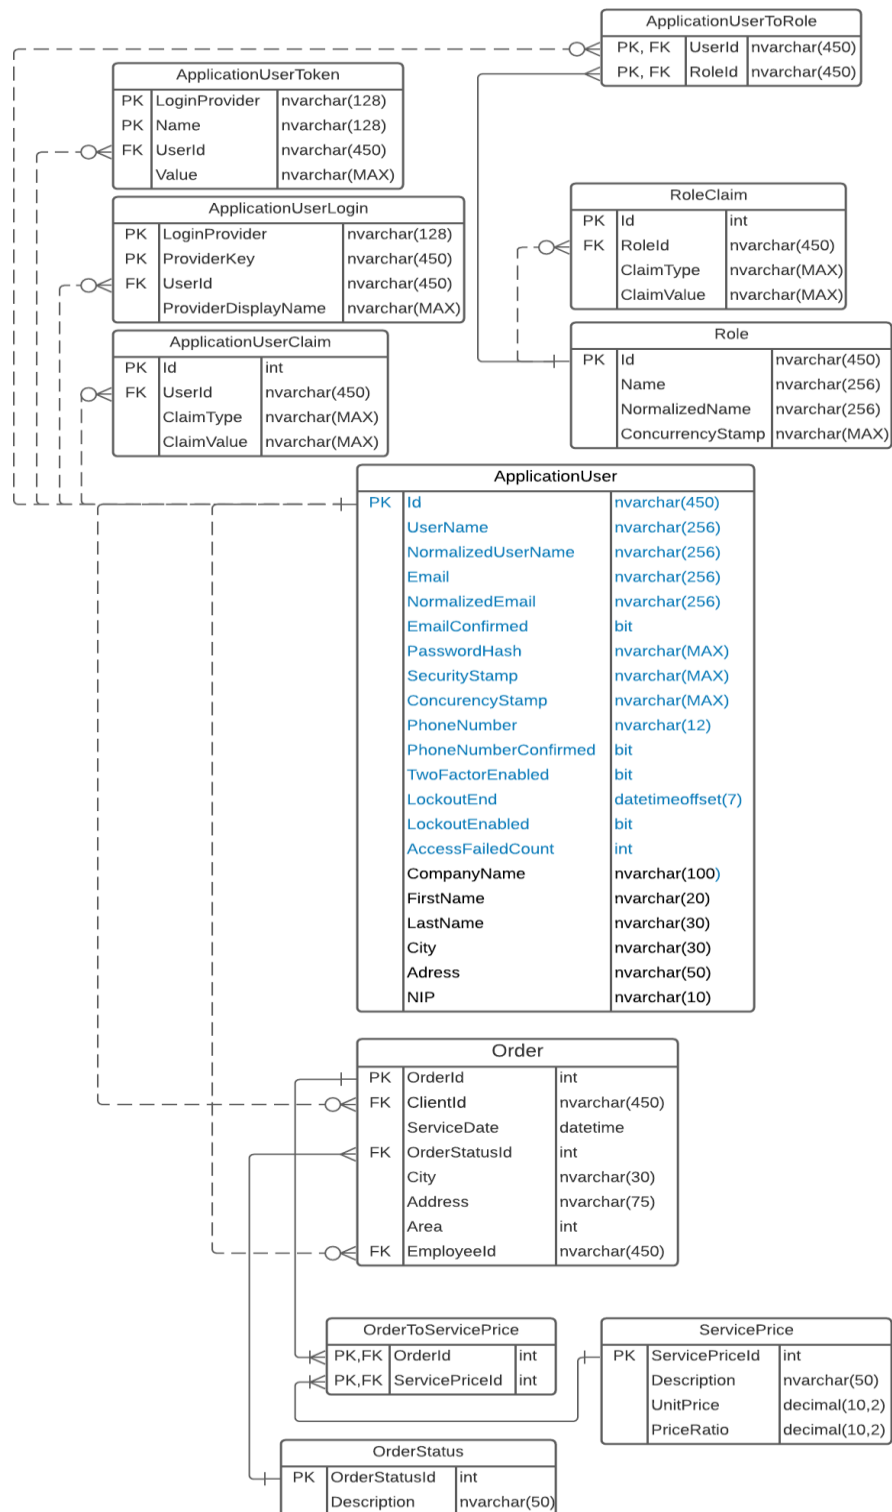 ApplicationUserToRole
PK, FK UserId nvarchar(450)
PK, FK RoleId nvarchar(450)
ApplicationUserToken
PK LoginProvider nvarchar(128)
PK Name nvarchar(128)
FK UserId nvarchar(450)
Value nvarchar(MAX)
ApplicationUserLogin
PK LoginProvider nvarchar(128)
PK ProviderKey nvarchar(450)
FK UserId nvarchar(450)
ProviderDisplayName nvarchar(MAX)
RoleClaim
PK Id int
FK RoleId nvarchar(450)
ClaimType nvarchar(MAX)
ClaimValue nvarchar(MAX)
ApplicationUserClaim
PK Id int
FK UserId nvarchar(450)
ClaimType nvarchar(MAX)
ClaimValue nvarchar(MAX)
Role
PK Id nvarchar(450)
Name nvarchar(256)
NormalizedName nvarchar(256)
ConcurrencyStamp nvarchar(MAX)
ApplicationUser
PK Id nvarchar(450)
UserName nvarchar(256)
NormalizedUserName nvarchar(256)
Email nvarchar(256)
NormalizedEmail nvarchar(256)
EmailConfirmed bit
PasswordHash nvarchar(MAX)
SecurityStamp nvarchar(MAX)
ConcurencyStamp nvarchar(MAX)
PhoneNumber nvarchar(12)
PhoneNumberConfirmed bit
TwoFactorEnabled bit
LockoutEnd datetimeoffset(7)
LockoutEnabled bit
AccessFailedCount int
CompanyName nvarchar(100)
FirstName nvarchar(20)
LastName nvarchar(30)
City nvarchar(30)
Adress nvarchar(50)
NIP nvarchar(10)
Order
PK OrderId int
FK ClientId nvarchar(450)
ServiceDate datetime
FK OrderStatusId int
City nvarchar(30)
Address nvarchar(75)
Area int
FK EmployeeId nvarchar(450)
OrderToServicePrice
PK,FK OrderId int
PK,FK ServicePriceId int
ServicePrice
PK ServicePriceId int
Description nvarchar(50)
UnitPrice decimal(10,2)
PriceRatio decimal(10,2)
OrderStatus
PK OrderStatusId int
Description nvarchar(50)